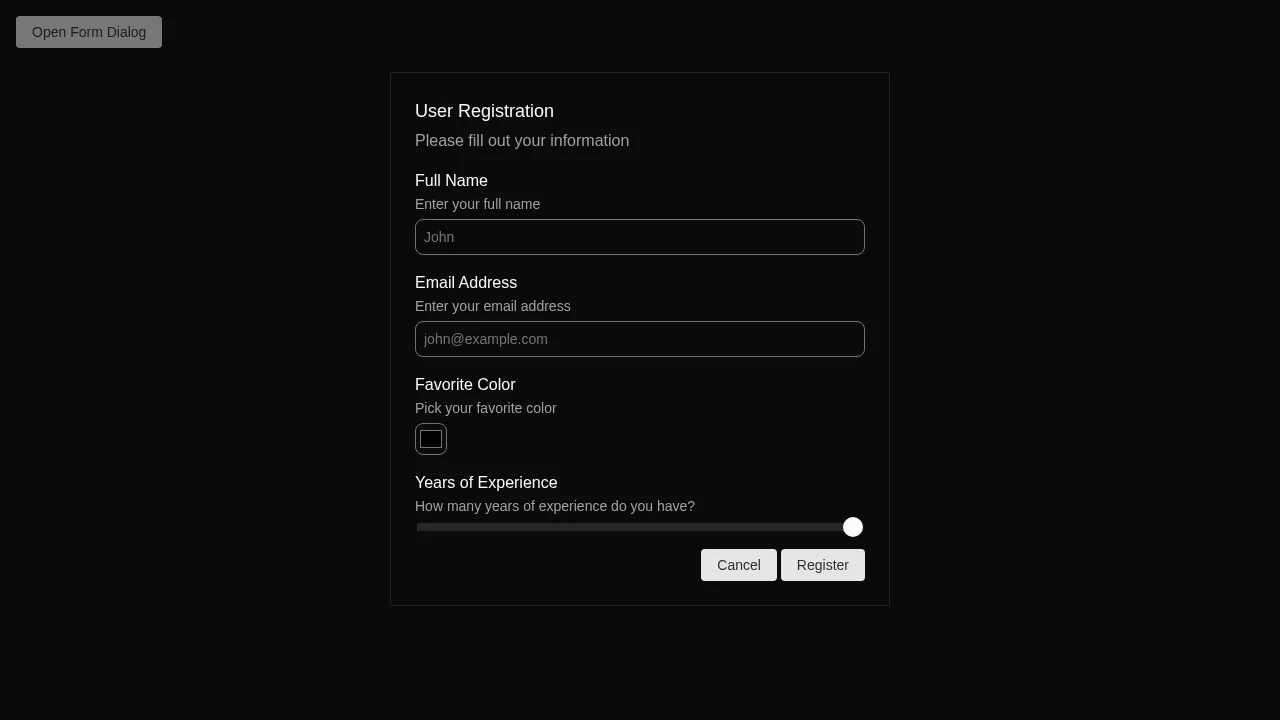 Open Form Dialog
User Registration
Please fill out your information
Full Name
Enter your full name
John
Email Address
Enter your email address
john@example.com
Favorite Color
Pick your favorite color
Years of Experience
How many years of experience do you have?
Cancel Register